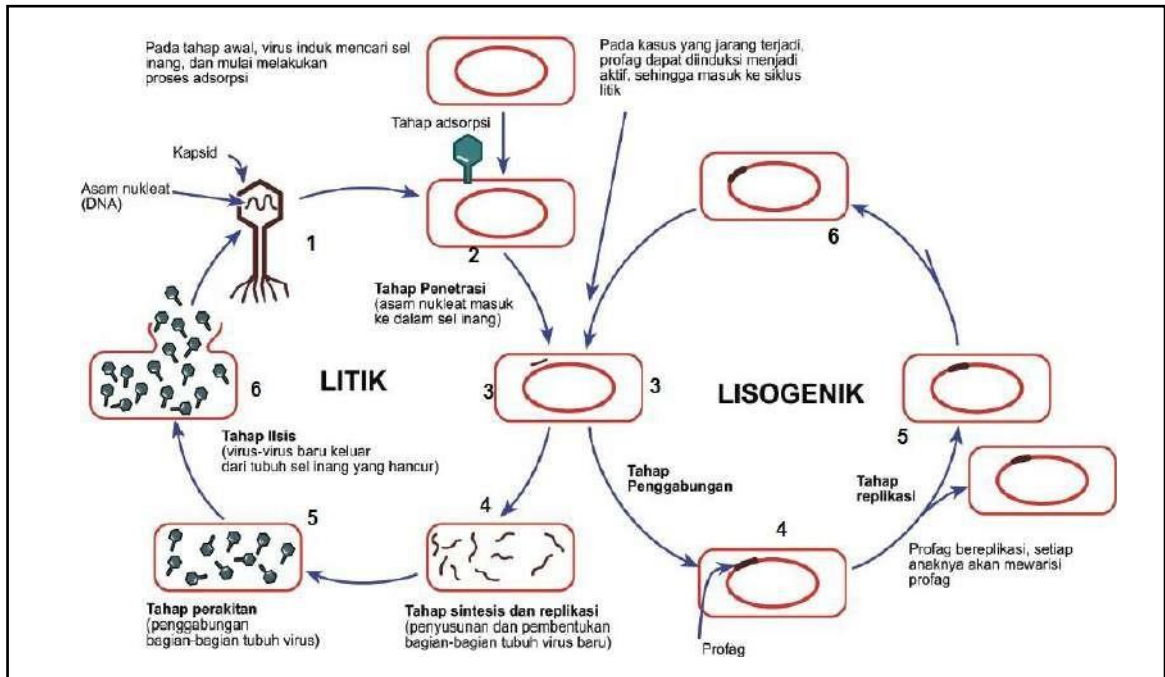 Pada tahap awal, virus induk mencari sel
inang, dan mulai melakukan
proses adsorpsi
Pada kasus yang jarang terjadi,
profag dapat diinduksi menjadi
aktif, sehingga masuk ke siklus
litik
Tahap adsorpsi
Kapsid
Asam nukleat
(DNA)
1
2
6
Tahap Penetrasi
(asam nukleat masuk
ke dalam sel inang)
LITIK
3
3
LISOGENIK
6
5
Tahap lisis
(virus-virus baru keluar
dari tubuh sel inang yang hancur)
Tahap
Penggabungan
Tahap
replikasi
5
4
4
Profag bereplikasi, setiap
anaknya akan mewarisi
profag
Tahap perakitan
(penggabungan
bagian-bagian tubuh virus)
Tahap sintesis dan replikasi
(penyusunan dan pembentukan
bagian-bagian tubuh virus baru)
Profag